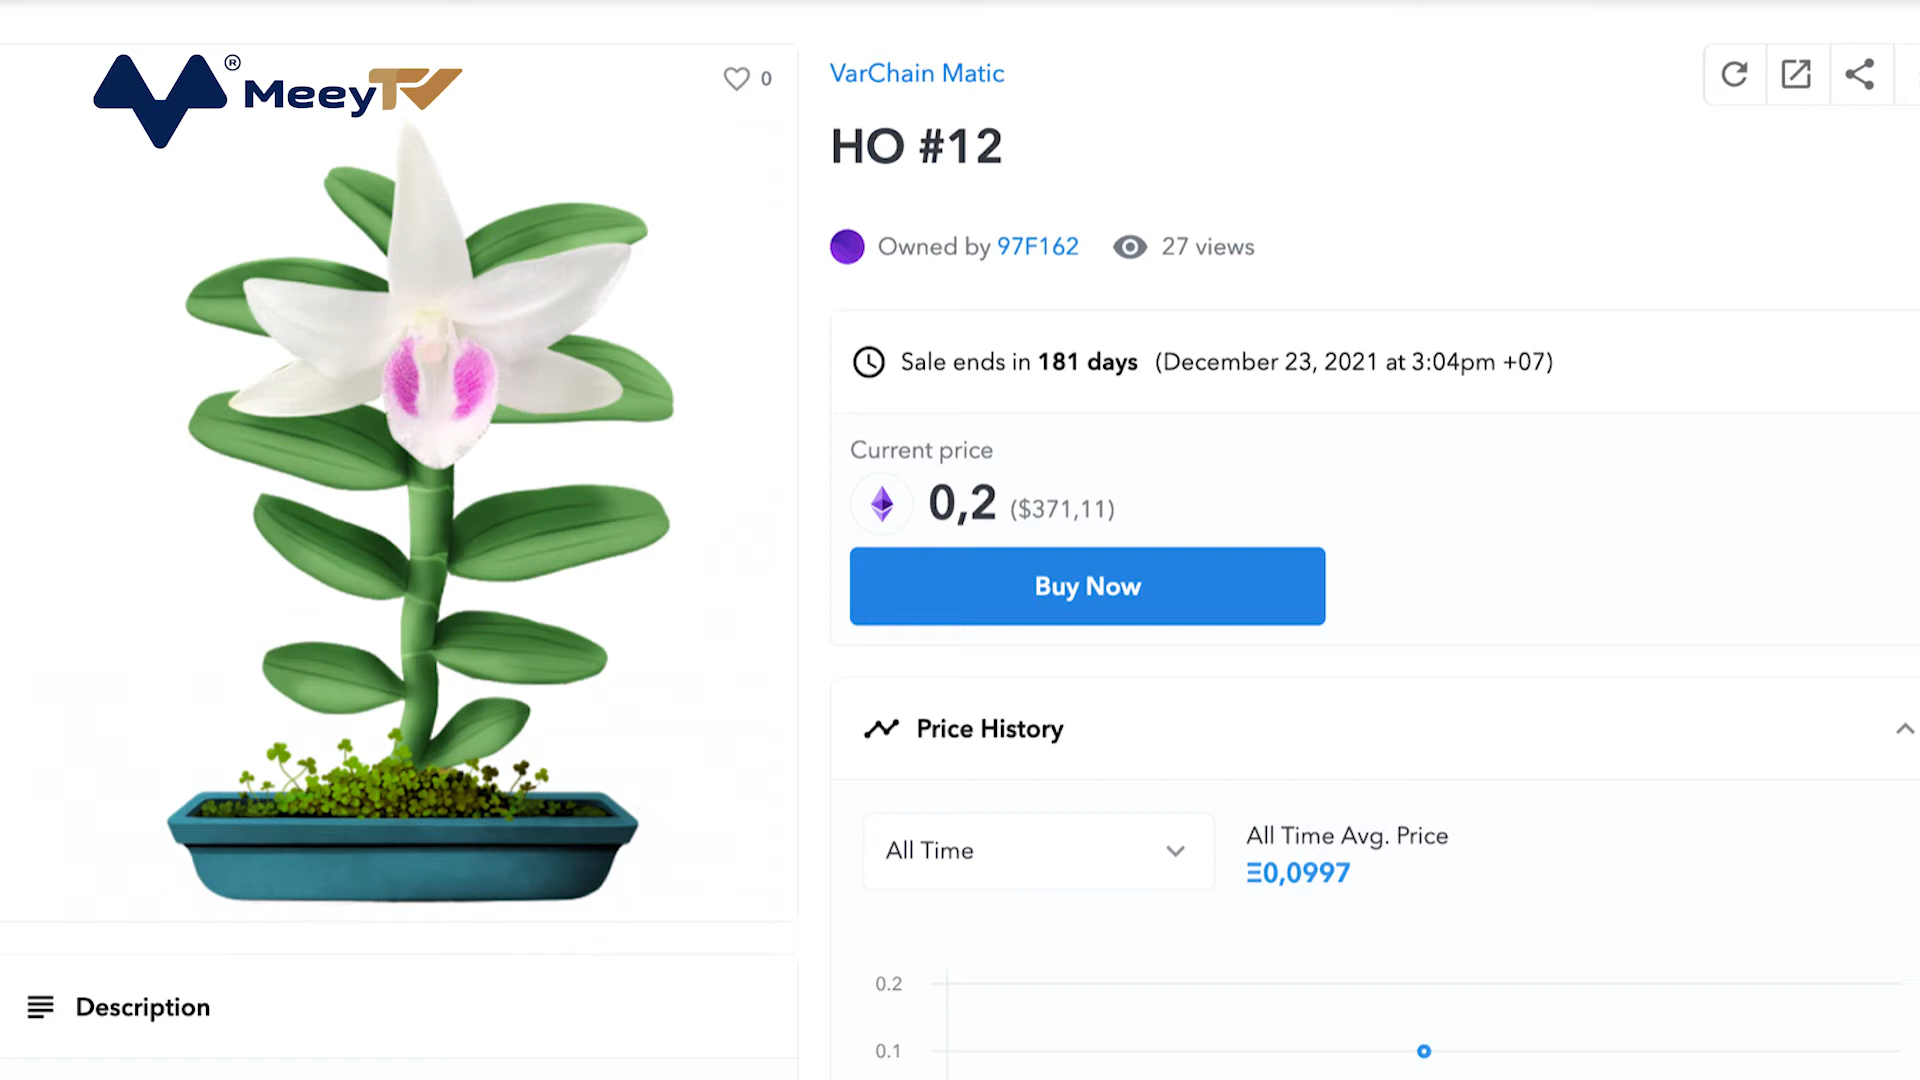 ® MeeyTV
0
VarChain Matic
HO #12
Owned by 97F162
27 views
Sale ends in 181 days (December 23, 2021 at 3:04pm +07)
Current price
0,2 ($371,11)
Buy Now
Price History
All Time
All Time Avg. Price
Ξ0,0997
0.2
0.1
Description